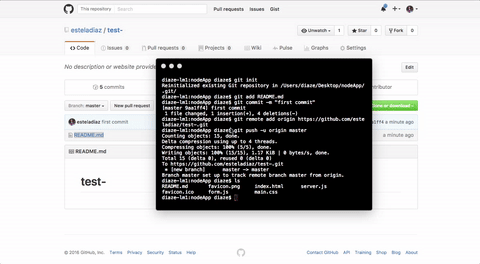 This repository Search Pull requests Issues Gist
esteladiaz / test-
Unwatch 1 Star 0 Fork 0
Code Issues 0 Pull requests 0 Projects 0 Wiki Pulse Graphs Settings
No description or website provided. Edit
5 commits
Branch: master New pull request Clone or download
esteladiaz first commit a minute ago
README.md a minute ago
README.md
test-
diaze-lm1:nodeApp diaze$ git init
Reinitialized existing Git repository in /Users/diaze/Desktop/nodeApp/
.git/
diaze-lm1:nodeApp diaze$ git add README.md
diaze-lm1:nodeApp diaze$ git commit -m "first commit"
[master 9aa1ff4] first commit
1 file changed, 1 insertion(+), 4 deletions(-)
diaze-lm1:nodeApp diaze$ git remote add origin https://github.com/este
ladiaz/test-.git
diaze-lm1:nodeApp diaze$ git push -u origin master
Counting objects: 15, done.
Delta compression using up to 4 threads.
Compressing objects: 100% (5/5), done.
Writing objects: 100% (15/15), 1.17 KiB | 0 bytes/s, done.
Total 15 (delta 0), reused 0 (delta 0)
To https://github.com/esteladiaz/test-.git
* [new branch] master -> master
Branch master set up to track remote branch master from origin.
diaze-lm1:nodeApp diaze$ ls
README.md favicon.png index.html server.js
favicon.ico form.js main.css
diaze-lm1:nodeApp diaze$
© 2016 GitHub, Inc. Terms Privacy Security Status Help
Contact GitHub API Training Shop Blog About